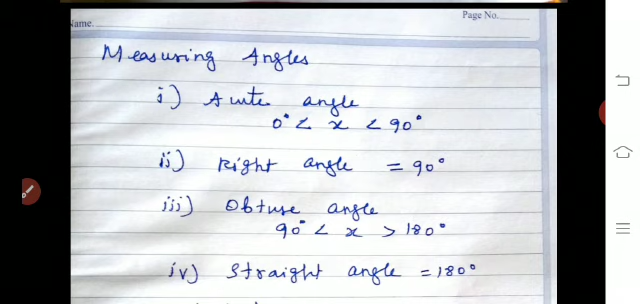 Name
Page No.
Measuring Angles
i) Acute angle
0° < x < 90°
ii) Right angle = 90°
iii) Obtuse angle
90° < x > 180°
iv) Straight angle = 180°